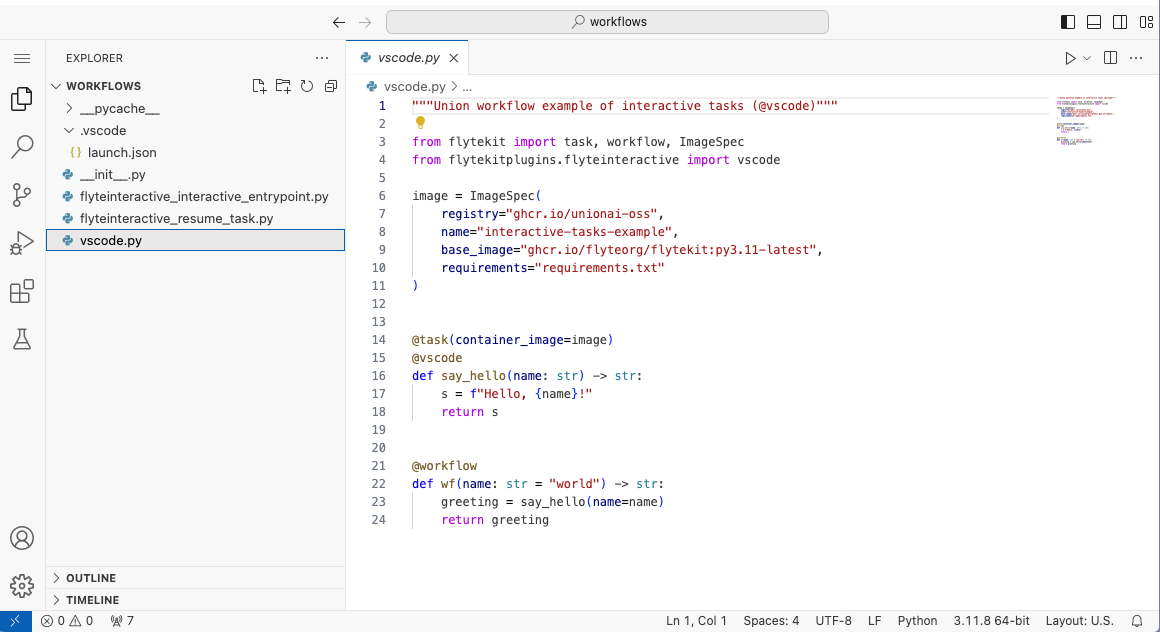 workflows
EXPLORER
WORKFLOWS
__pycache__
.vscode
{} launch.json
__init__.py
flyteinteractive_interactive_entrypoint.py
flyteinteractive_resume_task.py
vscode.py
OUTLINE
TIMELINE
vscode.py
vscode.py > ...
1 """Union workflow example of interactive tasks (@vscode)"""
2
3 from flytekit import task, workflow, ImageSpec
4 from flytekitplugins.flyteinteractive import vscode
5
6 image = ImageSpec(
7     registry="ghcr.io/unionai-oss",
8     name="interactive-tasks-example",
9     base_image="ghcr.io/flyteorg/flytekit:py3.11-latest",
10     requirements="requirements.txt"
11 )
12
13
14 @task(container_image=image)
15 @vscode
16 def say_hello(name: str) -> str:
17     s = f"Hello, {name}!"
18     return s
19
20
21 @workflow
22 def wf(name: str = "world") -> str:
23     greeting = say_hello(name=name)
24     return greeting
0 0 7 Ln 1, Col 1 Spaces: 4 UTF-8 LF Python 3.11.8 64-bit Layout: U.S.